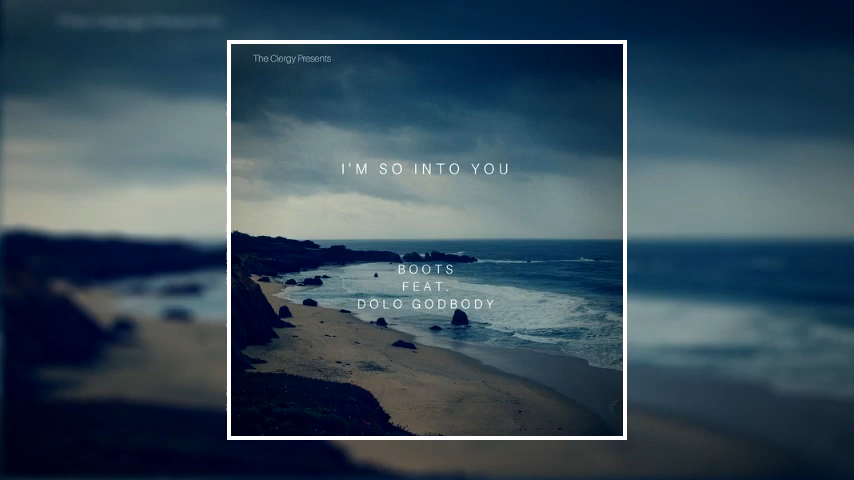 The Clergy Presents
I'M SO INTO YOU
BOOTS
FEAT.
DOLO GODBODY